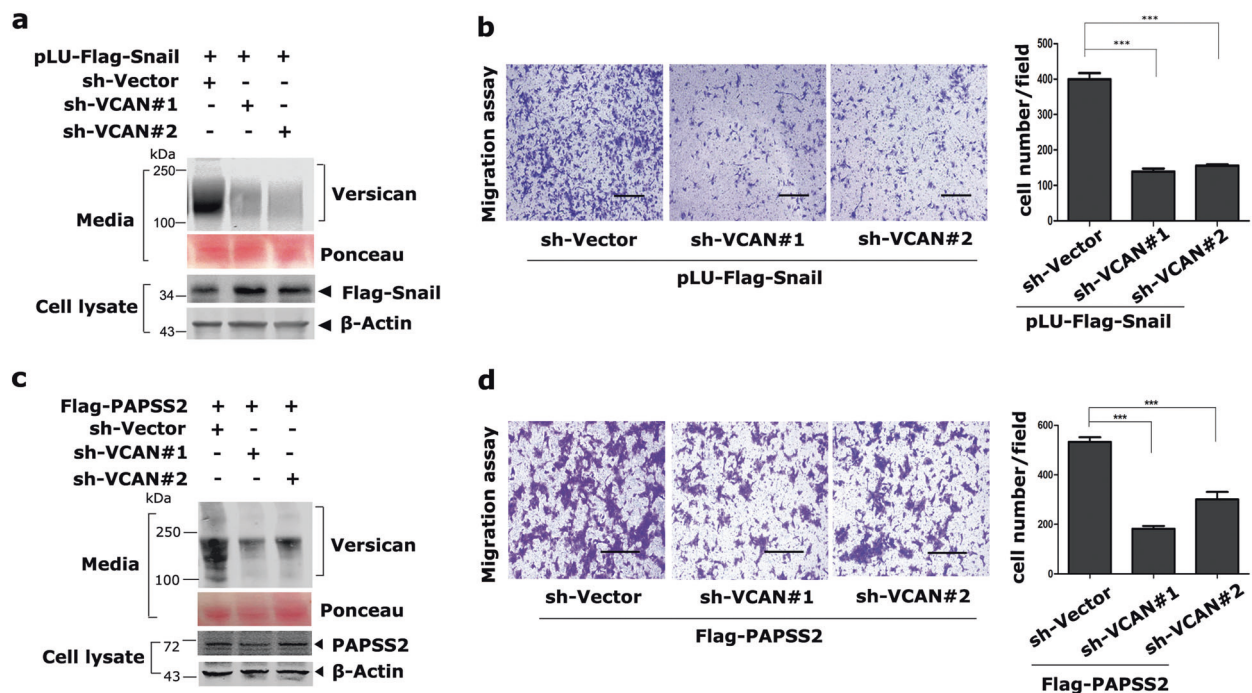 a
pLU-Flag-Snail + + +
sh-Vector + - -
sh-VCAN#1 - + -
sh-VCAN#2 - - +
kDa
250
100
Media
Versican
Ponceau
Cell lysate
34
Flag-Snail
43
β-Actin
b
Migration assay
sh-Vector sh-VCAN#1 sh-VCAN#2
pLU-Flag-Snail
cell number/field
500
400
300
200
100
0
***
***
sh-Vector
sh-VCAN#1
sh-VCAN#2
pLU-Flag-Snail
c
Flag-PAPSS2 + + +
sh-Vector + - -
sh-VCAN#1 - + -
sh-VCAN#2 - - +
kDa
250
100
Media
Versican
Ponceau
Cell lysate
72
PAPSS2
43
β-Actin
d
Migration assay
sh-Vector sh-VCAN#1 sh-VCAN#2
Flag-PAPSS2
cell number/field
600
400
200
0
***
***
sh-Vector
sh-VCAN#1
sh-VCAN#2
Flag-PAPSS2